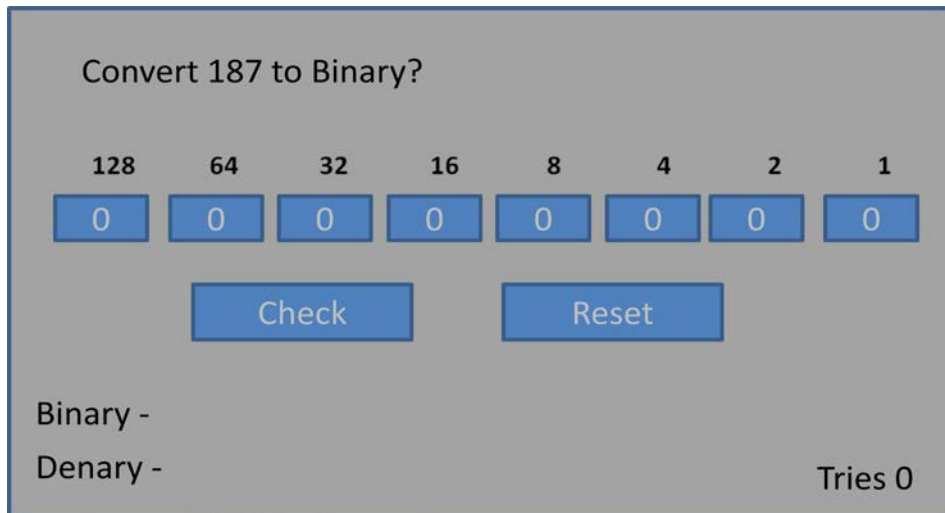 Convert 187 to Binary?
128 64 32 16 8 4 2 1
0 0 0 0 0 0 0 0
Check Reset
Binary -
Denary -
Tries 0